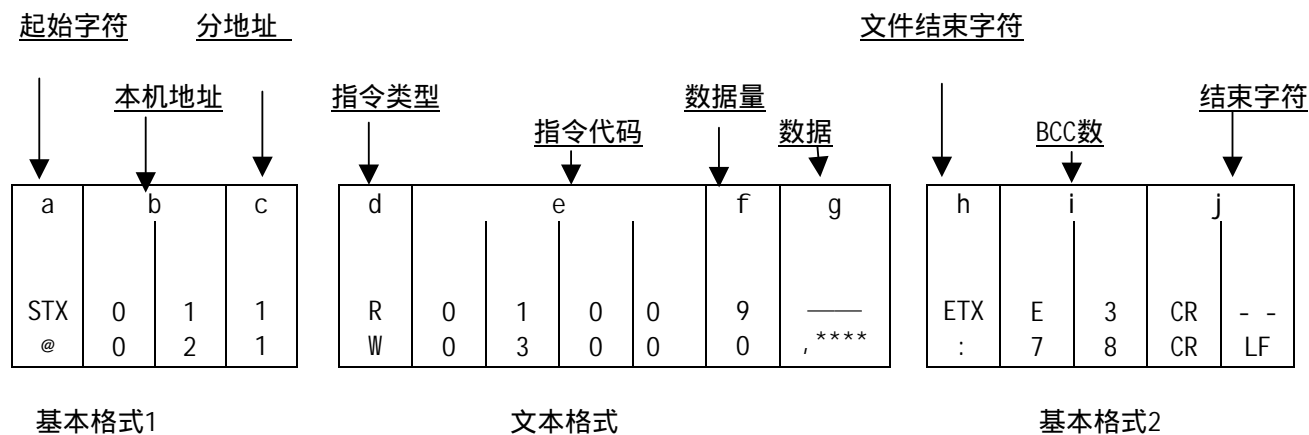 起始字符 分地址 文件结束字符
本机地址 指令类型 数据量 结束字符
指令代码 数据 BCC数
a b c d e f g h i j
STX 0 1 1 R 0 1 0 0 9 —— ETX E 3 CR - -
@ 0 2 1 W 0 3 0 0 0 ,**** : 7 8 CR LF
基本格式1 文本格式 基本格式2